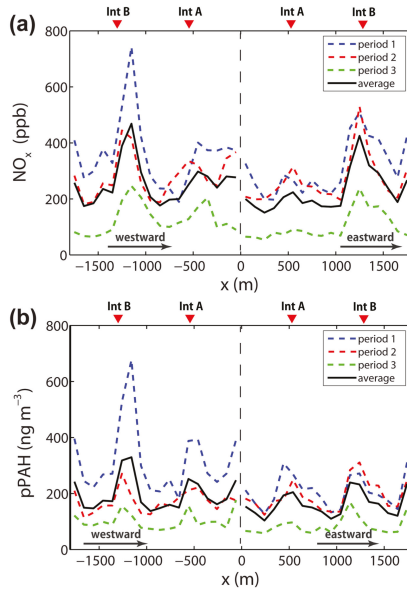 Int B Int A Int A Int B
(a)
800
600
400
200
0
NOx (ppb)
period 1
period 2
period 3
average
westward
eastward
−1500 −1000 −500 0 500 1000 1500
x (m)
Int B Int A Int A Int B
(b)
800
600
400
200
0
pPAH (ng m⁻³)
period 1
period 2
period 3
average
westward
eastward
−1500 −1000 −500 0 500 1000 1500
x (m)